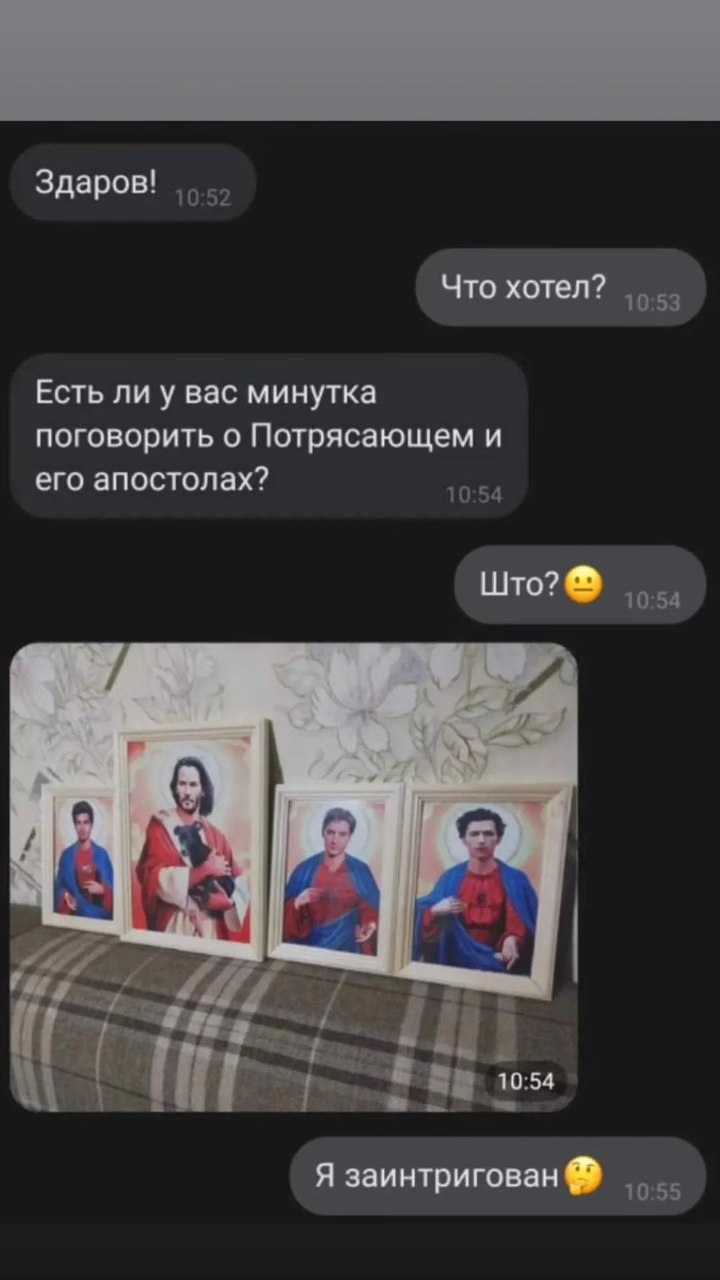 Здаров! 10:52
Что хотел? 10:53
Есть ли у вас минутка
поговорить о Потрясающем и
его апостолах? 10:54
Што?😐 10:54
10:54
Я заинтригован🤔 10:55